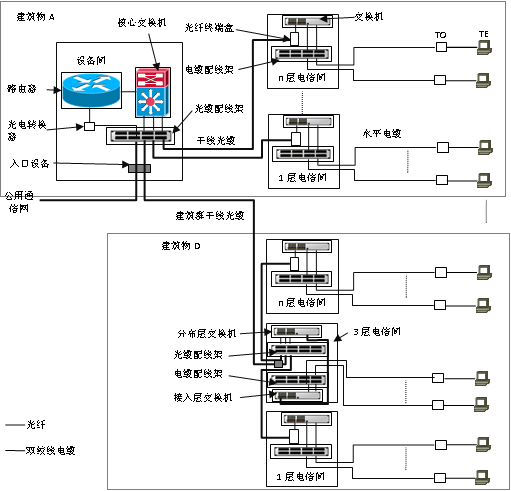 建筑物 A
核心交换机
光纤终端盒
交换机
TO
TE
设备间
电缆配线架
n层电信间
路由器
光电转换
器
光缆配线架
干线光缆
水平电缆
入口设备
1层电信间
公用通
信网
建筑群干线光缆
建筑物 D
n层电信间
分布层交换机
3层电信间
光缆配线架
电缆配线架
接入层交换机
光纤
双绞线电缆
1层电信间